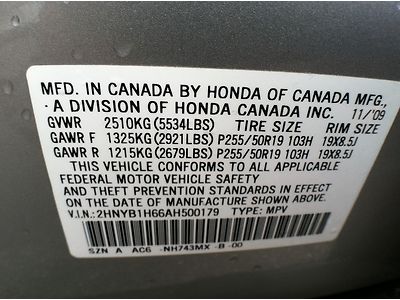 MFD. IN CANADA BY HONDA OF CANADA MFG.,
A DIVISION OF HONDA CANADA INC. 11/'09
GVWR 2510KG (5534LBS) TIRE SIZE RIM SIZE
GAWR F 1325KG (2921LBS) P255/50R19 103H 19X8.5J
GAWR R 1215KG (2679LBS) P255/50R19 103H 19X8.5J
THIS VEHICLE CONFORMS TO ALL APPLICABLE
FEDERAL MOTOR VEHICLE SAFETY STANDARDS IN
EFFECT ON THE DATE OF MANUFACTURE SHOWN ABOVE.
V.I.N.: 2HNYB1H66AH500179 TYPE: MPV
SZN A AC6 -NH743MX -B -00